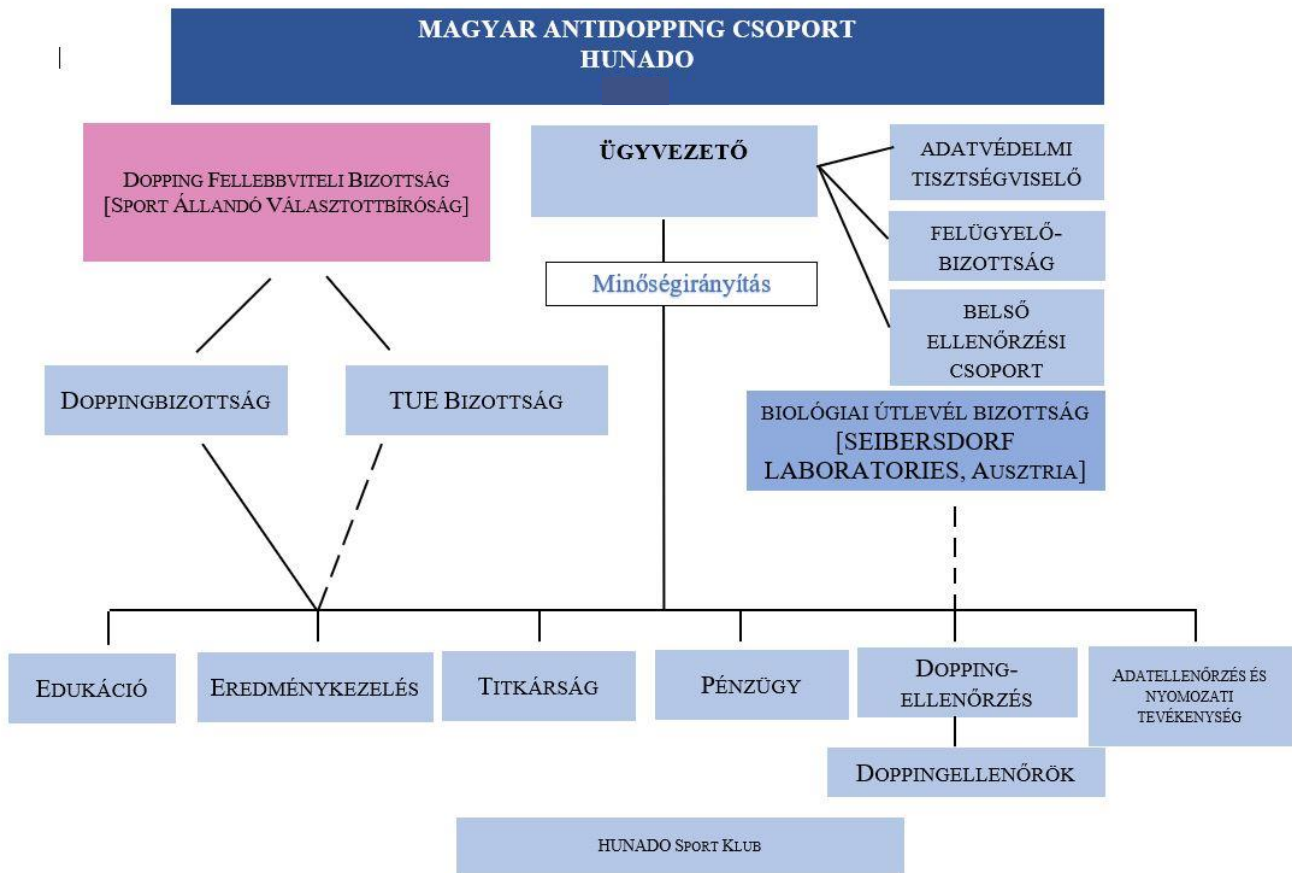 MAGYAR ANTIDOPPING CSOPORT
HUNADO
DOPPING FELLEBBVITELI BIZOTTSÁG
[SPORT ÁLLANDÓ VÁLASZTOTTBÍRÓSÁG]
ÜGYVEZETŐ
ADATVÉDELMI
TISZTSÉGVISELŐ
FELÜGYELŐ-
BIZOTTSÁG
Minőségirányítás
BELSŐ
ELLENŐRZÉSI
CSOPORT
DOPPINGBIZOTTSÁG
TUE BIZOTTSÁG
BIOLÓGIAI ÚTLEVÉL BIZOTTSÁG
[SEIBERSDORF
LABORATORIES, AUSZTRIA]
EDUKÁCIÓ
EREDMÉNYKEZELÉS
TITKÁRSÁG
PÉNZÜGY
DOPPING-
ELLENŐRZÉS
ADATELLENŐRZÉS ÉS
NYOMOZATI
TEVÉKENYSÉG
DOPPINGELLENŐRÖK
HUNADO SPORT KLUB